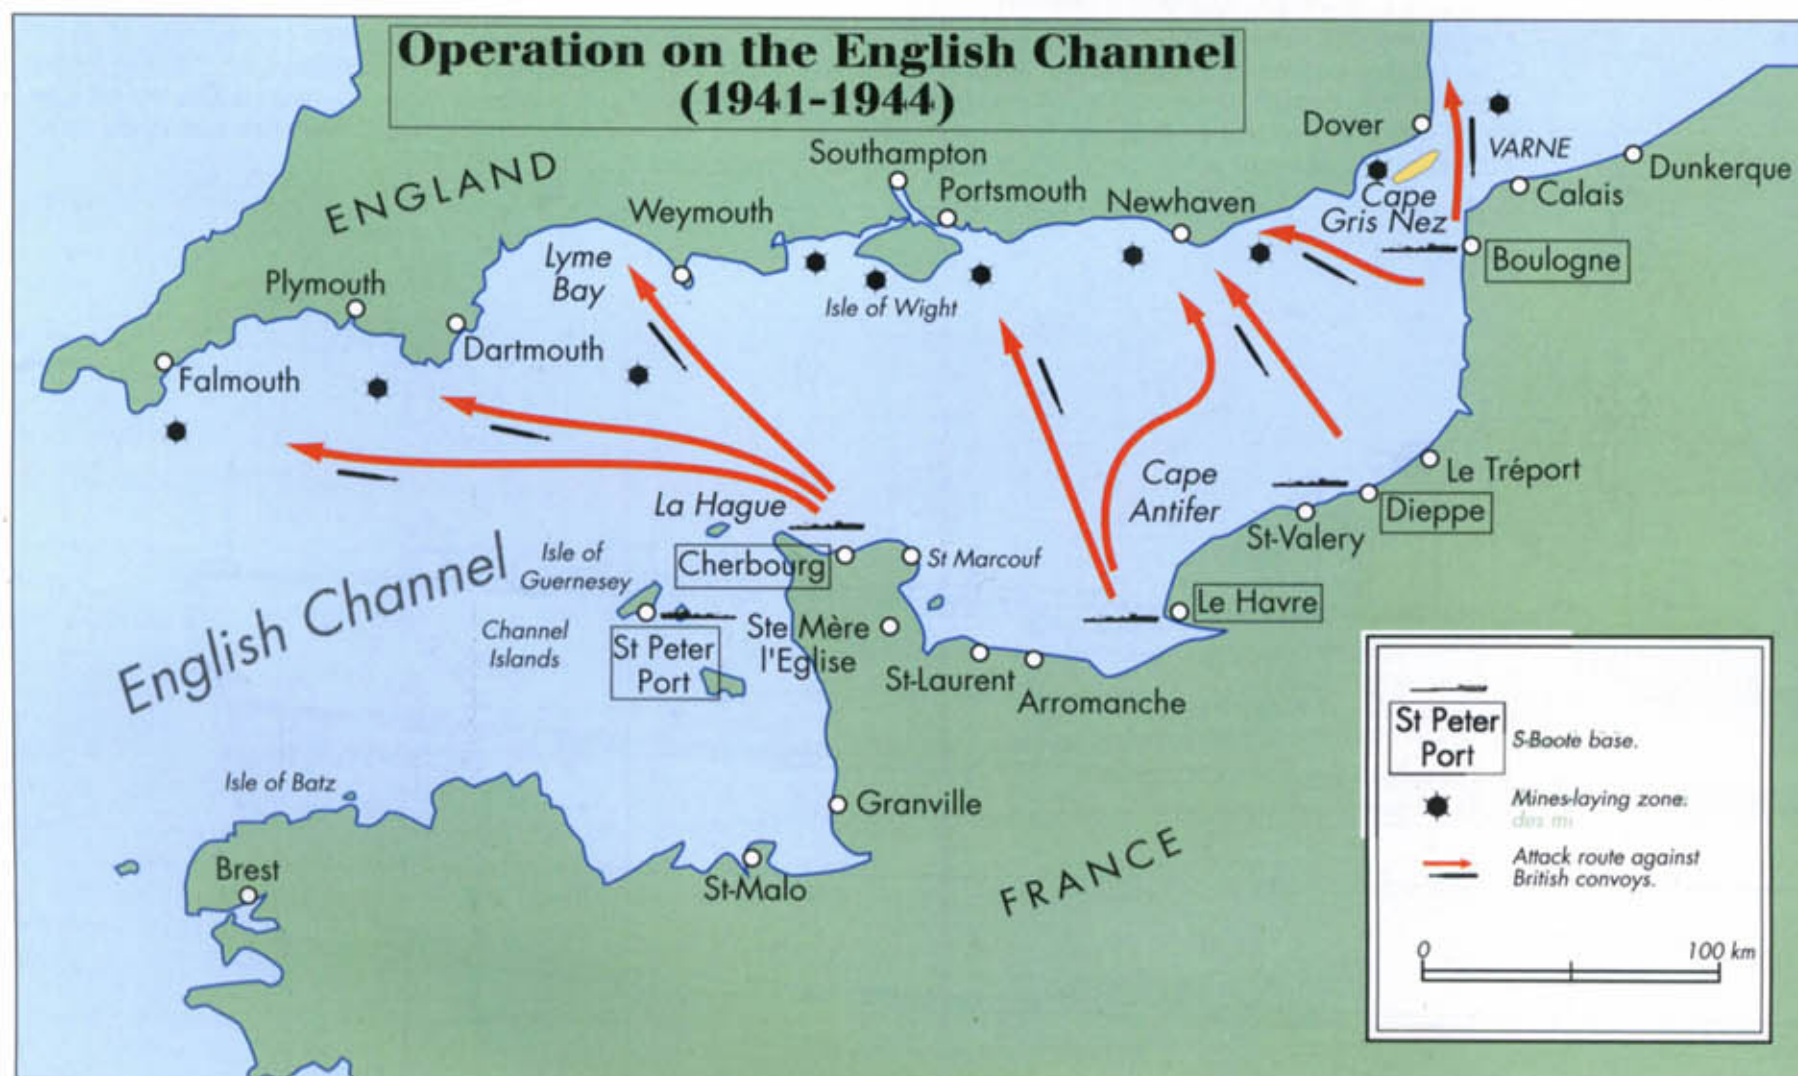 Operation on the English Channel
(1941-1944)
ENGLAND
Dover
VARNE
Dunkerque
Calais
Cape
Gris Nez
Boulogne
Southampton
Portsmouth
Newhaven
Weymouth
Lyme
Bay
Isle of Wight
Plymouth
Dartmouth
Falmouth
La Hague
Cape
Antifer
Le Tréport
Dieppe
St-Valery
Isle of
Guernesey
Cherbourg
St Marcouf
English Channel
Le Havre
Channel
Islands
St Peter
Port
Ste Mère
l'Eglise
St-Laurent
Arromanche
Isle of Batz
Granville
Brest
St-Malo
FRANCE
St Peter
Port
S-Boote base.
Mines-laying zone.
des mi
Attack route against
British convoys.
0
100 km